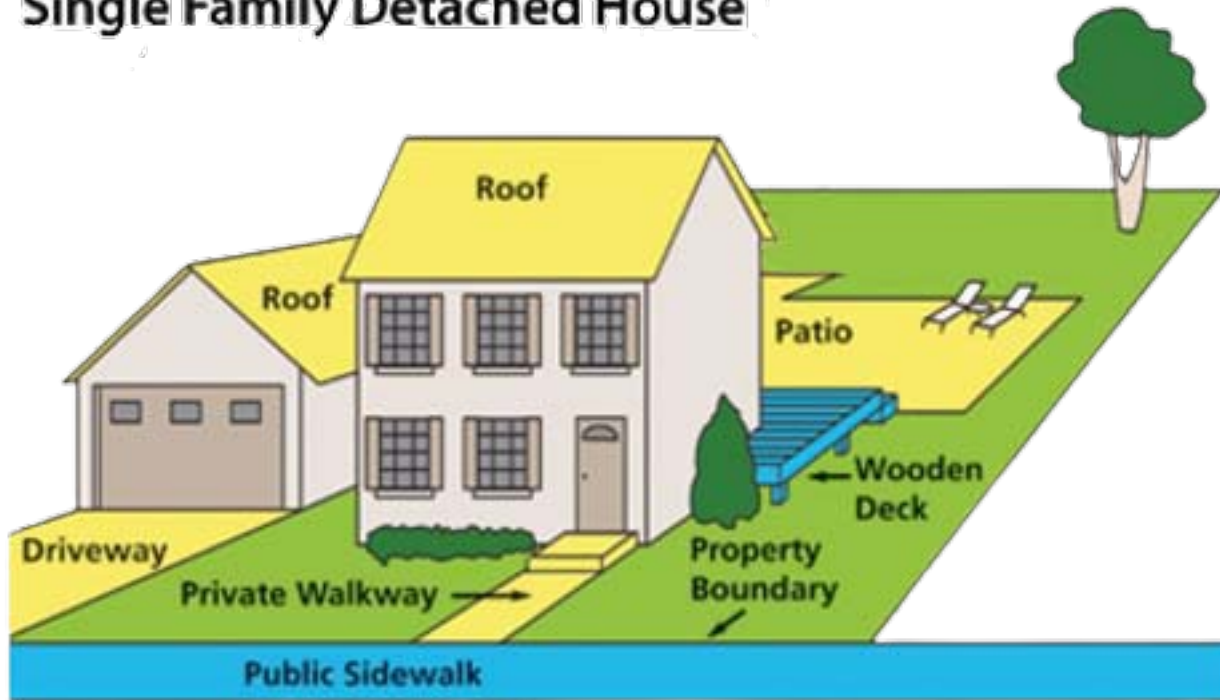 Single Family Detached House
Roof
Roof
Patio
Wooden
Deck
Driveway
Property
Boundary
Private Walkway
Public Sidewalk